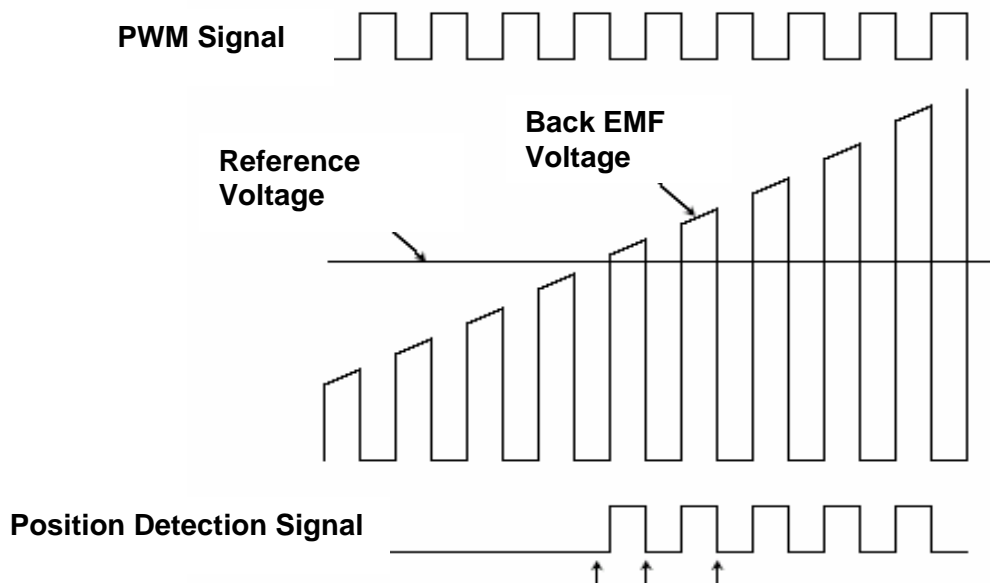 PWM Signal
Back EMF
Voltage
Reference
Voltage
Position Detection Signal